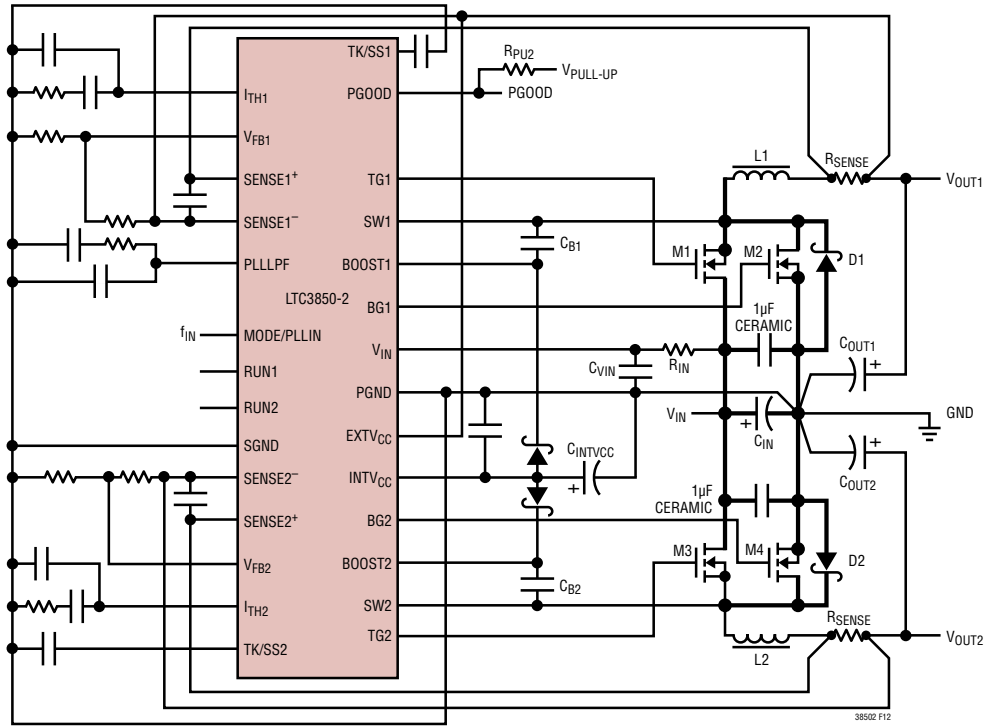 TK/SS1
RPU2
VPULL-UP
PGOOD
PGOOD
ITH1
VFB1
L1
RSENSE
SENSE1+
TG1
VOUT1
SENSE1–
SW1
CB1
M1
M2
D1
PLLLPF
BOOST1
LTC3850-2
BG1
1µF
CERAMIC
fIN
MODE/PLLIN
VIN
RIN
COUT1
+
CVIN
RUN1
PGND
RUN2
VIN
+
CIN
GND
EXTVCC
SGND
CINTVCC
+
COUT2
+
SENSE2–
INTVCC
1µF
CERAMIC
SENSE2+
BG2
M3
M4
VFB2
BOOST2
D2
CB2
ITH2
SW2
RSENSE
TG2
VOUT2
TK/SS2
L2
38502 F12